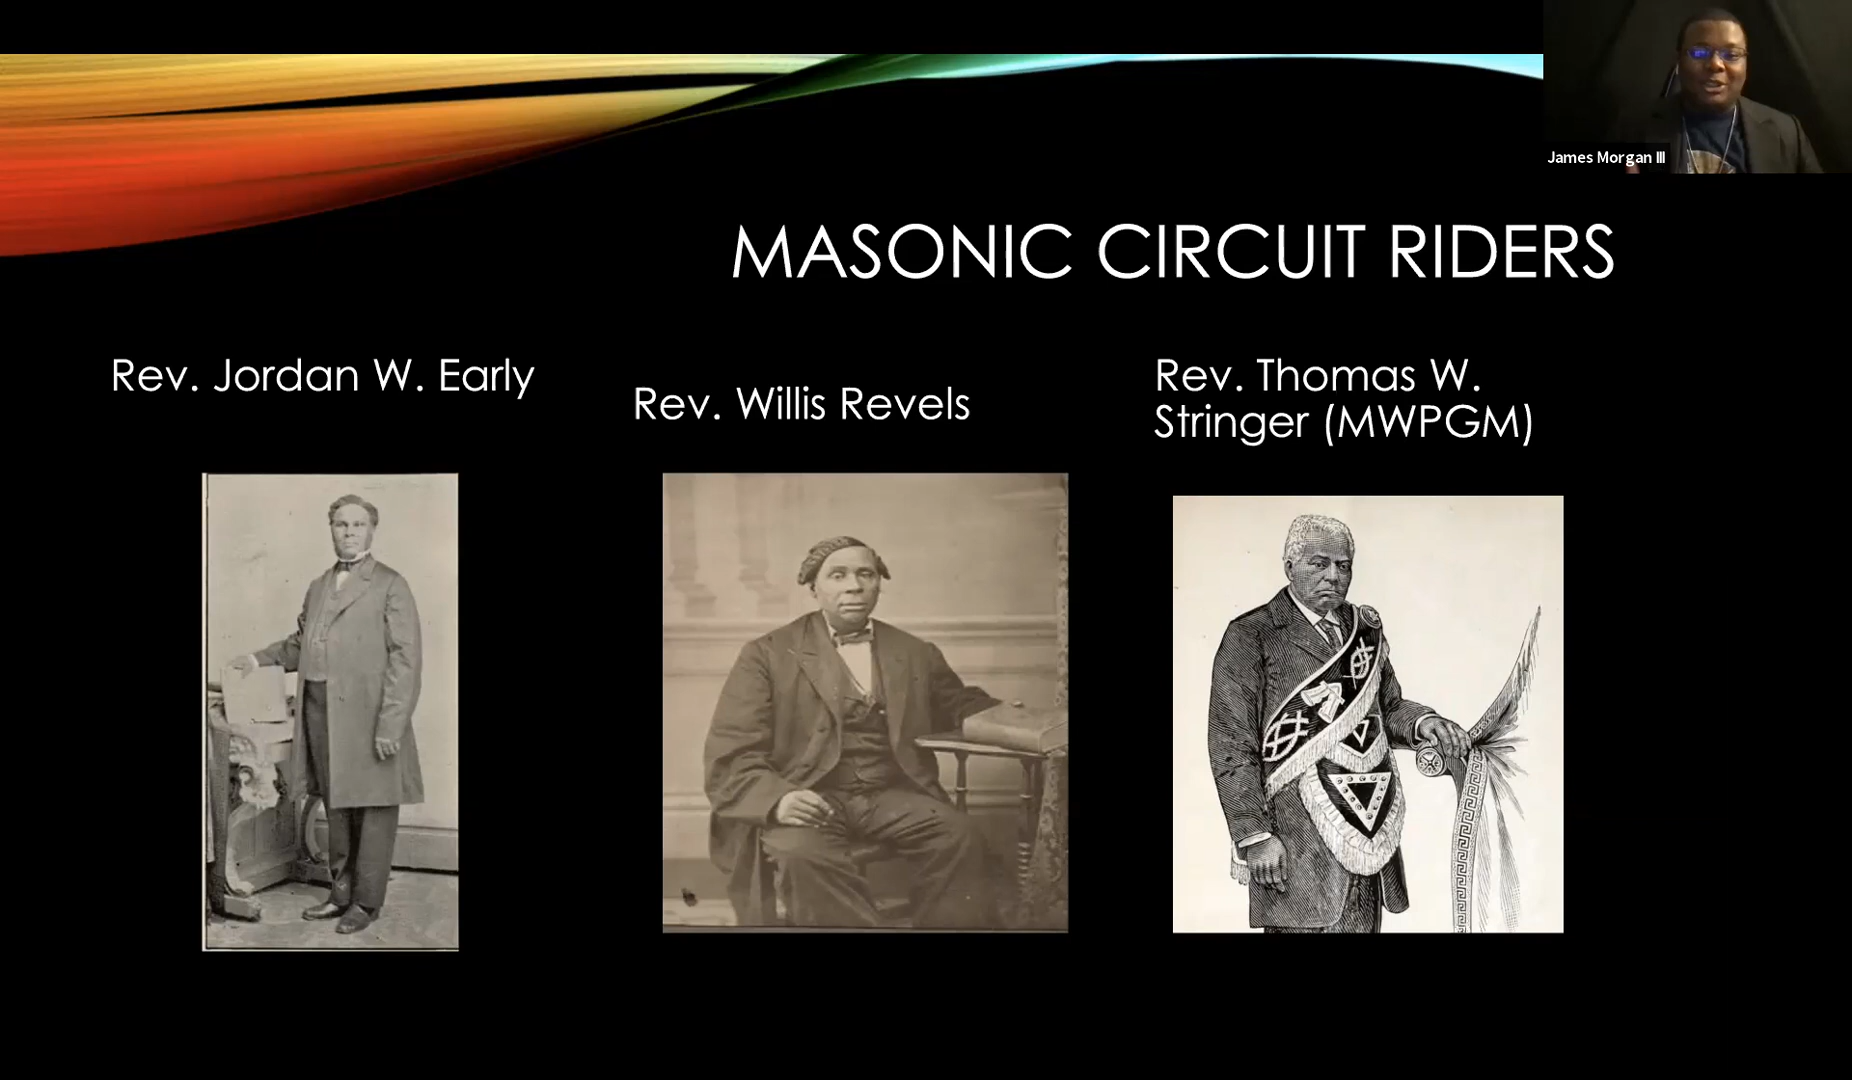 James Morgan III
MASONIC CIRCUIT RIDERS
Rev. Jordan W. Early
Rev. Willis Revels
Rev. Thomas W.
Stringer (MWPGM)